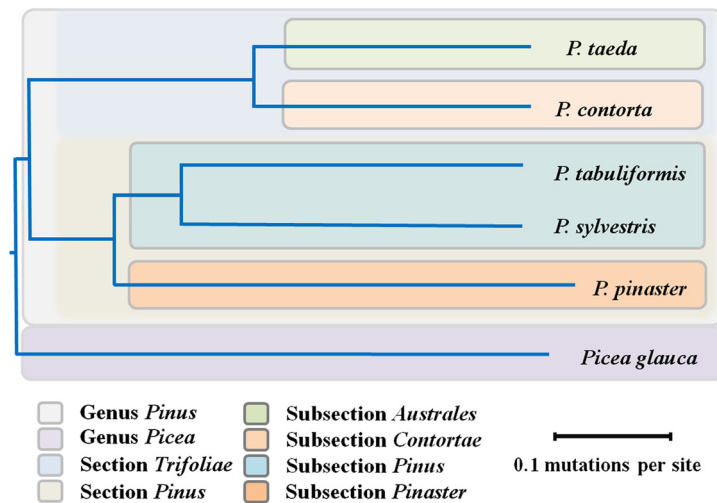 P. taeda
P. contorta
P. tabuliformis
P. sylvestris
P. pinaster
Picea glauca
Genus Pinus
Genus Picea
Section Trifoliae
Section Pinus
Subsection Australes
Subsection Contortae
Subsection Pinus
Subsection Pinaster
0.1 mutations per site